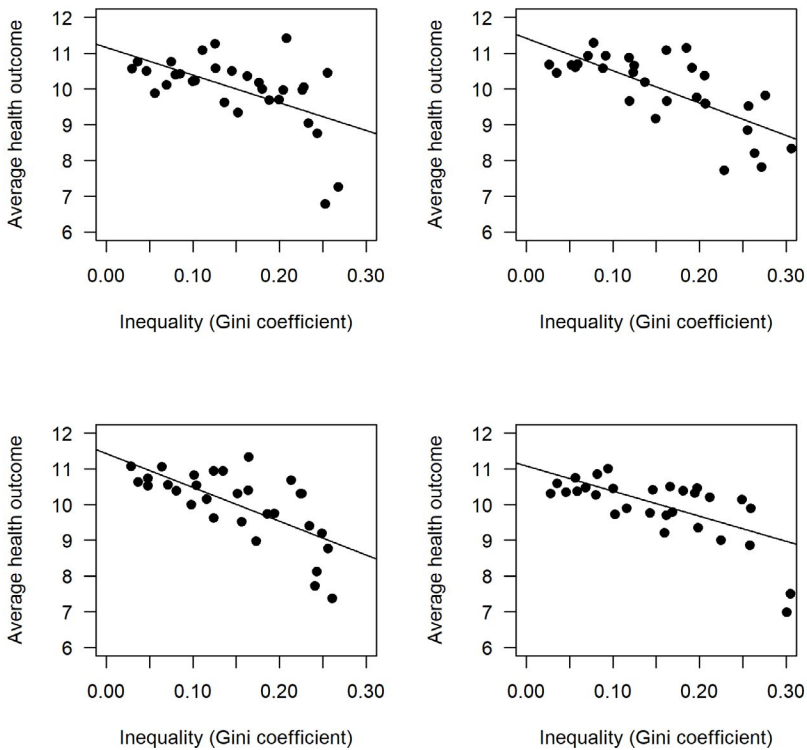 12
11
10
9
8
7
6
Average health outcome
0.00 0.10 0.20 0.30
Inequality (Gini coefficient)
12
11
10
9
8
7
6
Average health outcome
0.00 0.10 0.20 0.30
Inequality (Gini coefficient)
12
11
10
9
8
7
6
Average health outcome
0.00 0.10 0.20 0.30
Inequality (Gini coefficient)
12
11
10
9
8
7
6
Average health outcome
0.00 0.10 0.20 0.30
Inequality (Gini coefficient)